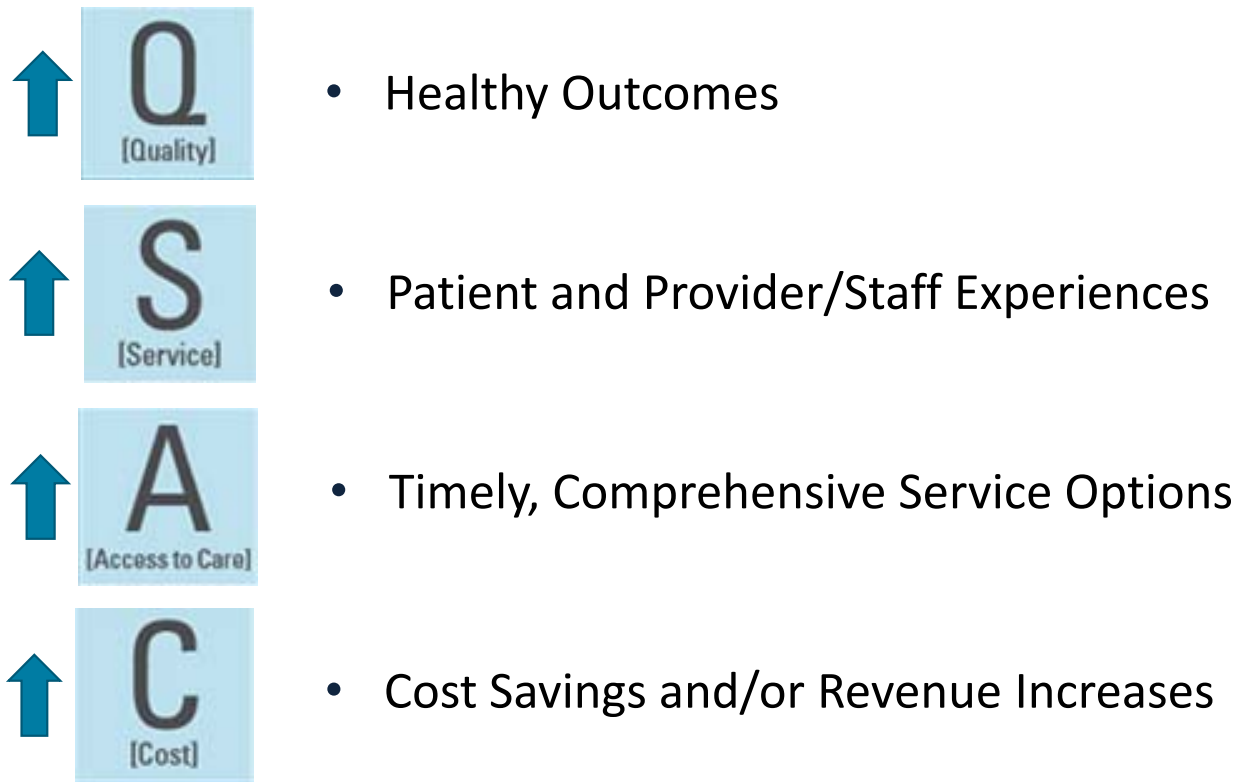 Q
[Quality]
• Healthy Outcomes
S
[Service]
• Patient and Provider/Staff Experiences
A
[Access to Care]
• Timely, Comprehensive Service Options
C
[Cost]
• Cost Savings and/or Revenue Increases